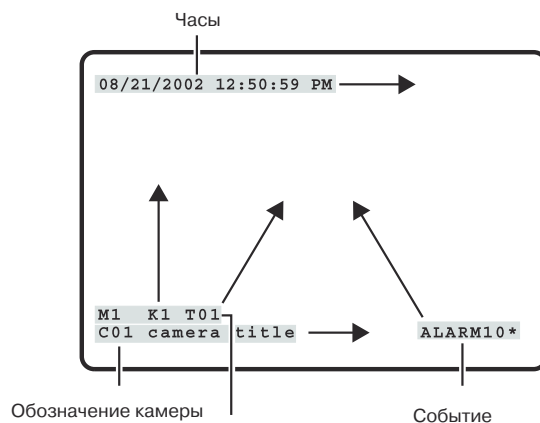 Часы
08/21/2002 12:50:59 PM
M1 K1 T01
C01 camera title
ALARM10*
Обозначение камеры
Событие